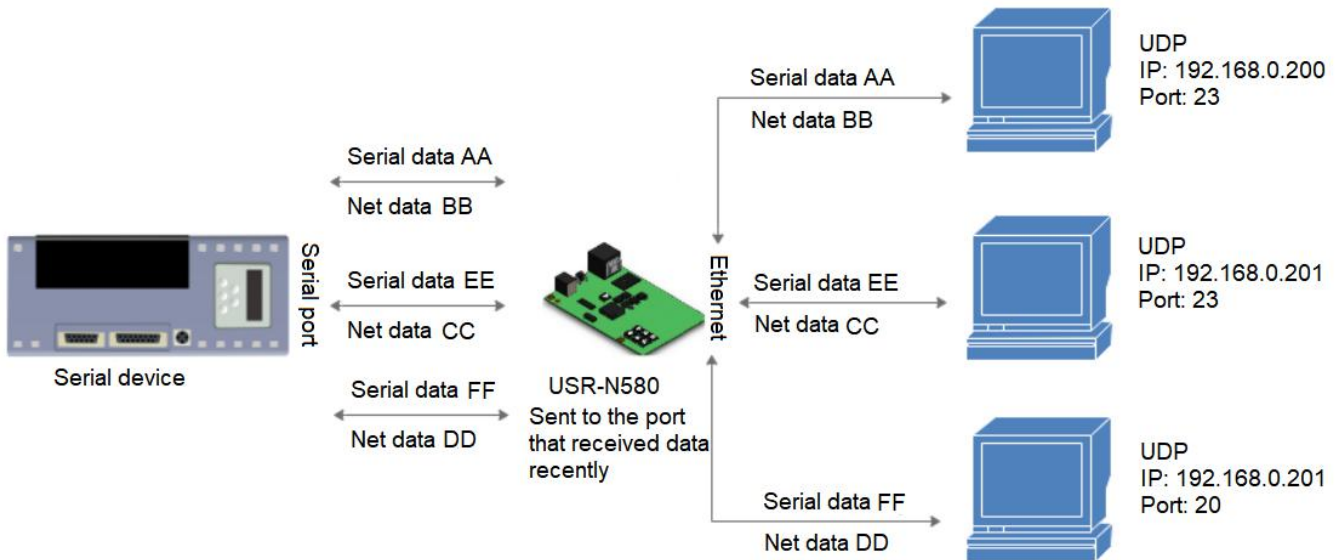 Serial data AA
Net data BB
UDP
IP: 192.168.0.200
Port: 23
Serial data AA
Net data BB
Serial port
Serial data EE
Net data CC
Ethernet
Serial data EE
Net data CC
UDP
IP: 192.168.0.201
Port: 23
Serial device
Serial data FF
Net data DD
USR-N580
Sent to the port
that received data
recently
Serial data FF
Net data DD
UDP
IP: 192.168.0.201
Port: 20